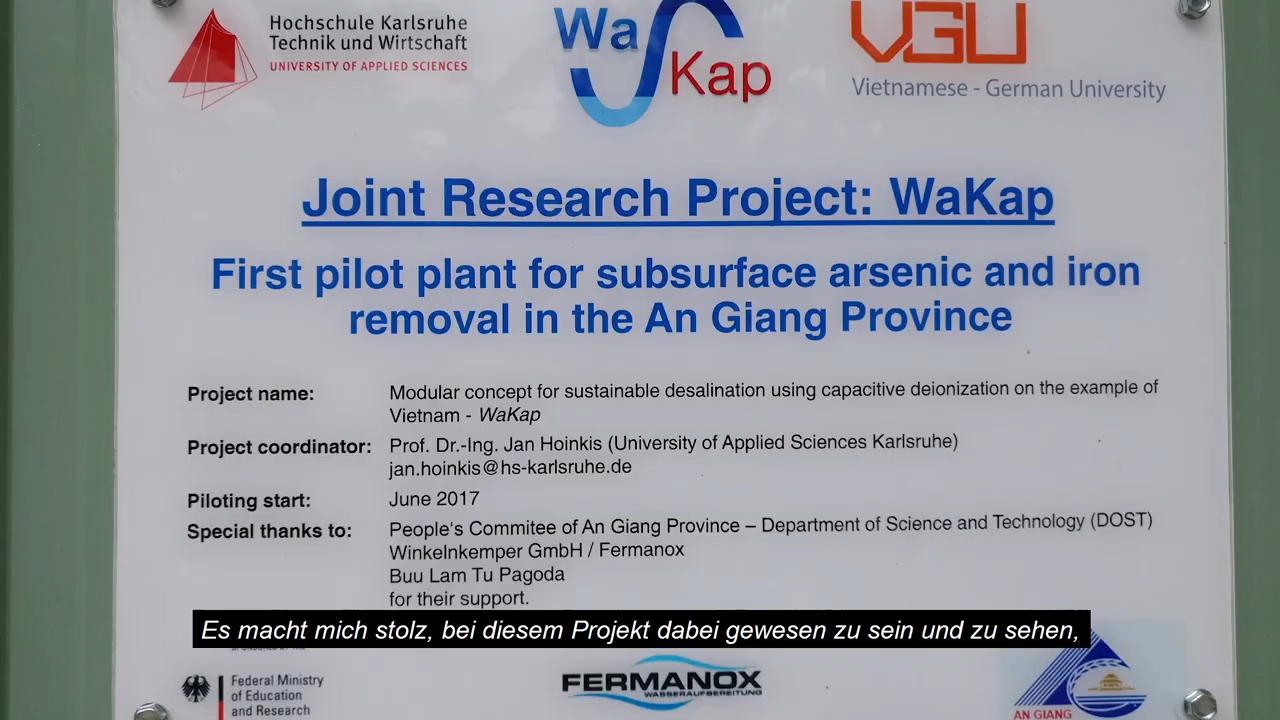 Hochschule Karlsruhe
Technik und Wirtschaft
UNIVERSITY OF APPLIED SCIENCES
Wa
Kap
VGU
Vietnamese - German University
Joint Research Project: WaKap
First pilot plant for subsurface arsenic and iron
removal in the An Giang Province
Project name: Modular concept for sustainable desalination using capacitive deionization on the example of
Vietnam - WaKap
Project coordinator: Prof. Dr.-Ing. Jan Hoinkis (University of Applied Sciences Karlsruhe)
jan.hoinkis@hs-karlsruhe.de
Piloting start: June 2017
Special thanks to: People‘s Commitee of An Giang Province – Department of Science and Technology (DOST)
Winkelnkemper GmbH / Fermanox
Buu Lam Tu Pagoda
for their support.
Es macht mich stolz, bei diesem Projekt dabei gewesen zu sein und zu sehen,
Federal Ministry
of Education
and Research
FERMANOX
WASSERAUFBEREITUNG
AN GIANG